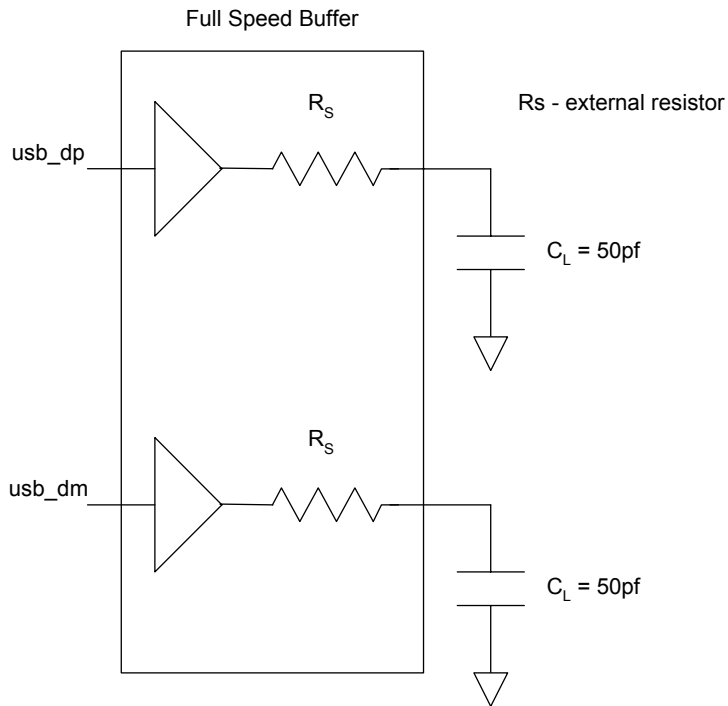 Full Speed Buffer
R_S
Rs - external resistor
usb_dp
C_L = 50pf
R_S
usb_dm
C_L = 50pf